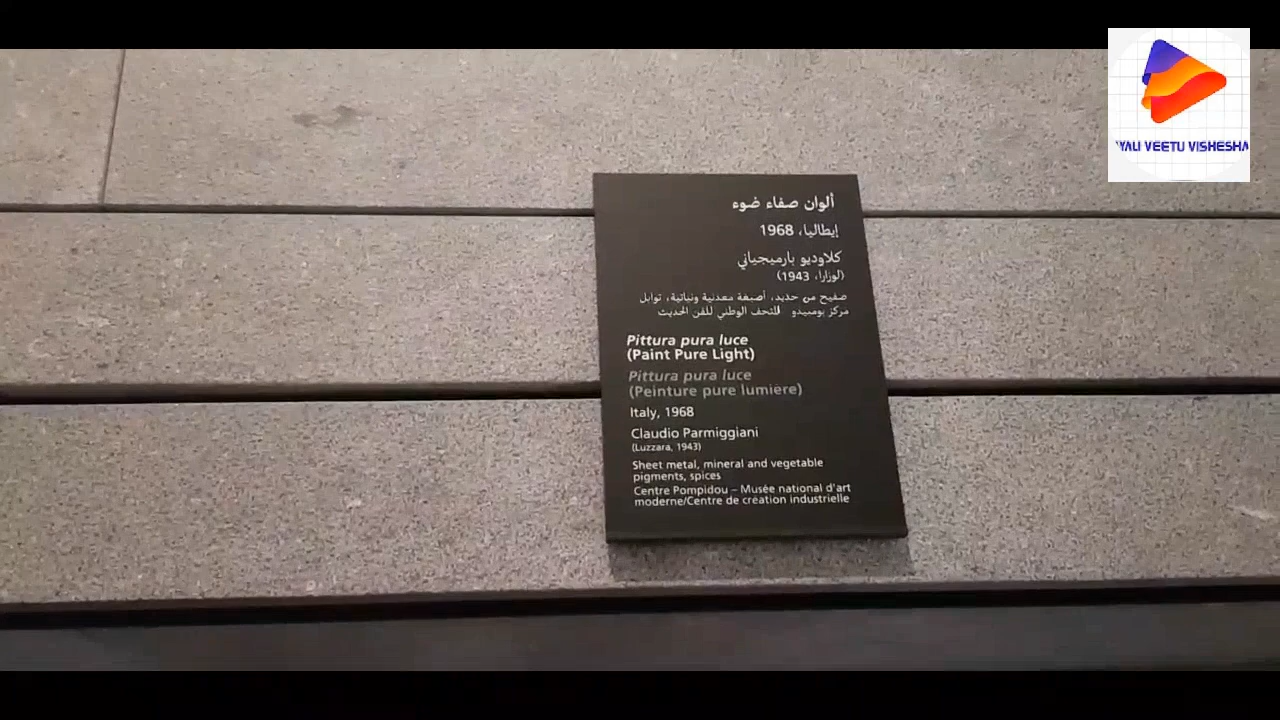 YALI VEETU VISHESHA
ألوان صفاء ضوء
إيطاليا، 1968
كلاوديو بارميجياني
(لوزارا، 1943)
صفيح من حديد، أصبغة معدنية ونباتية، توابل
مركز بومبيدو للتحف الوطني للفن الحديث
Pittura pura luce
(Paint Pure Light)
Pittura pura luce
(Peinture pure lumière)
Italy, 1968
Claudio Parmiggiani
(Luzzara, 1943)
Sheet metal, mineral and vegetable
pigments, spices
Centre Pompidou – Musée national d'art
moderne/Centre de création industrielle